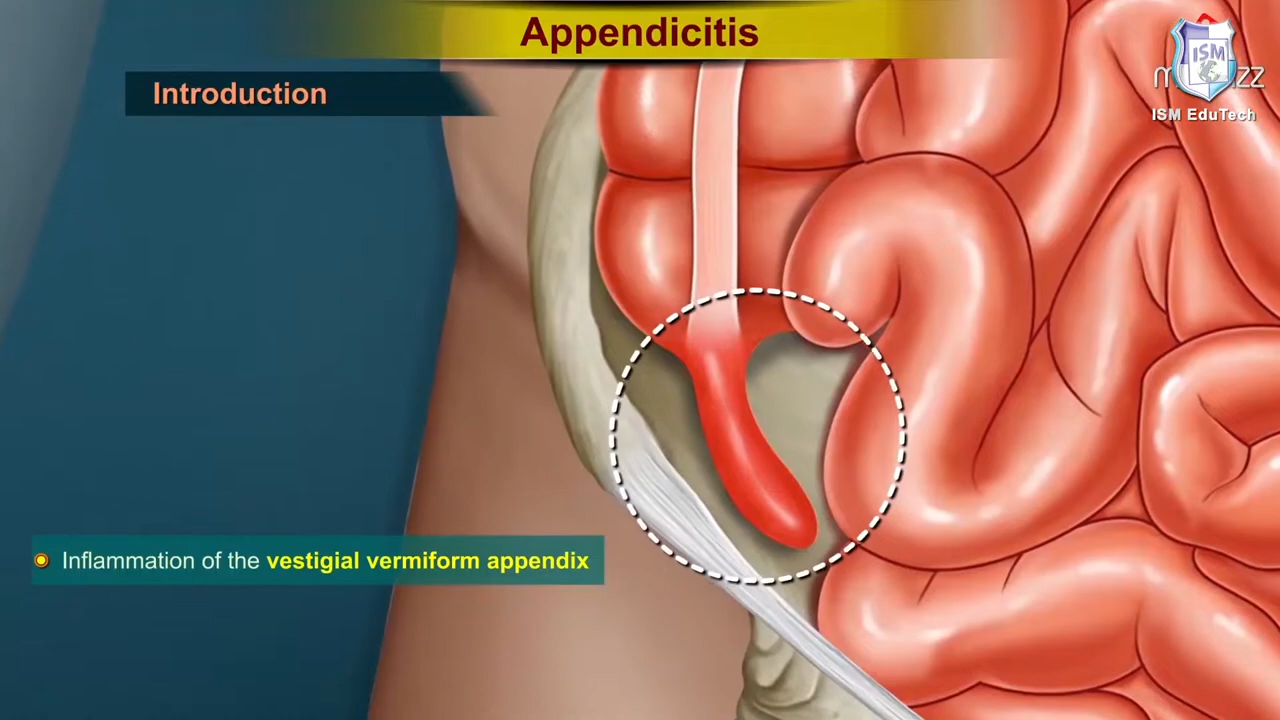 Appendicitis
Introduction
ISM
ISM EduTech
Inflammation of the vestigial vermiform appendix